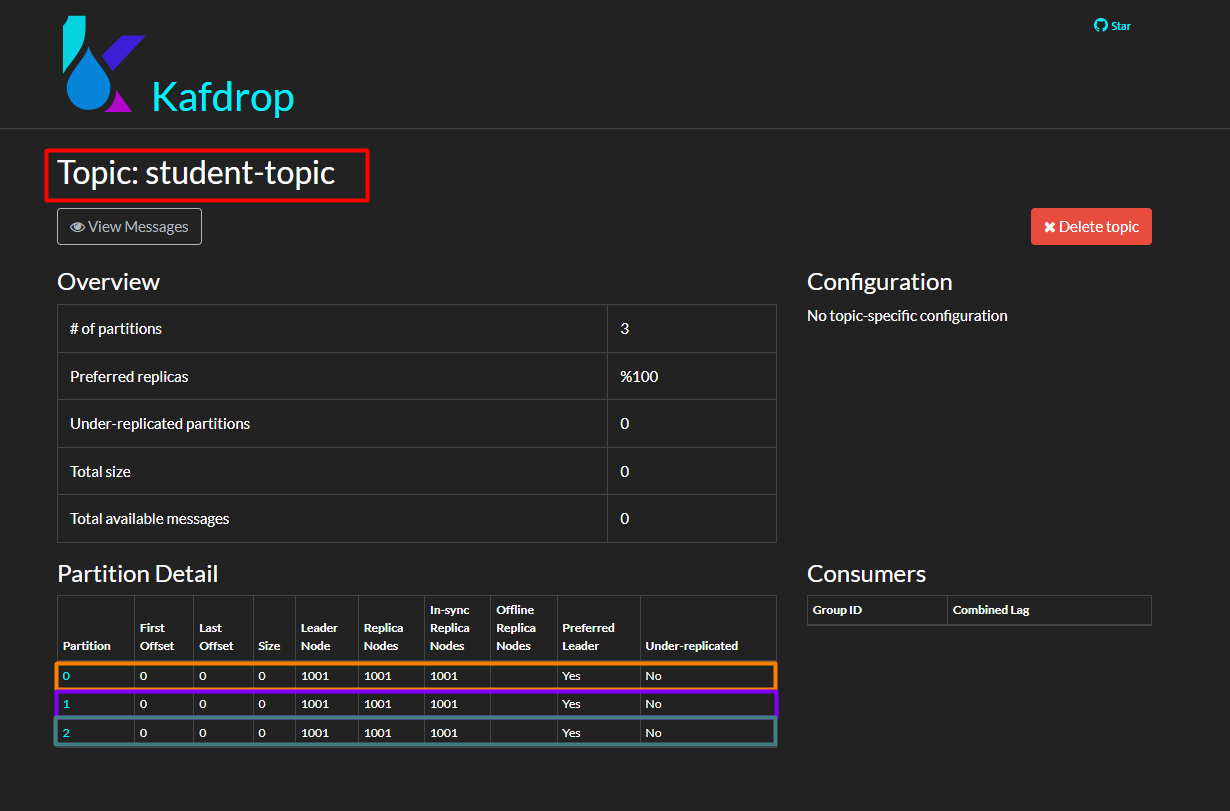 Star
Kafdrop
Topic: student-topic
View Messages
Delete topic
Overview
# of partitions 3
Preferred replicas %100
Under-replicated partitions 0
Total size 0
Total available messages 0
Configuration
No topic-specific configuration
Partition Detail
Partition First Offset Last Offset Size Leader Node Replica Nodes In-sync Replica Nodes Offline Replica Nodes Preferred Leader Under-replicated
0 0 0 0 1001 1001 1001 Yes No
1 0 0 0 1001 1001 1001 Yes No
2 0 0 0 1001 1001 1001 Yes No
Consumers
Group ID Combined Lag